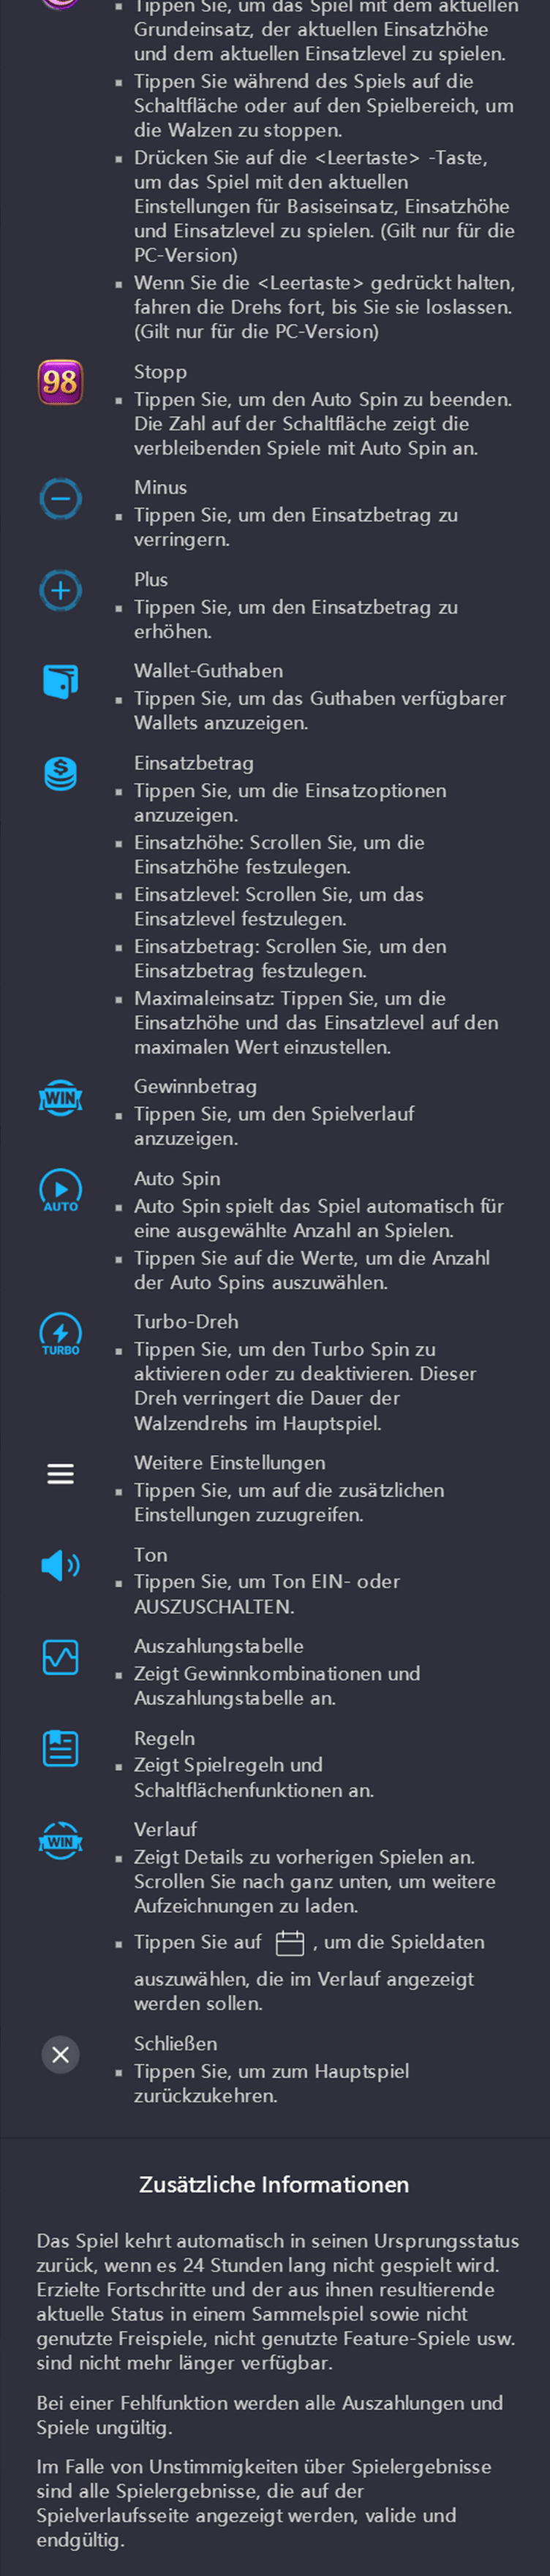 Tippen Sie, um das Spiel mit dem aktuellen
Grundeinsatz, der aktuellen Einsatzhöhe
und dem aktuellen Einsatzlevel zu spielen.
Tippen Sie während des Spiels auf die
Schaltfläche oder auf den Spielbereich, um
die Walzen zu stoppen.
Drücken Sie auf die <Leertaste> -Taste,
um das Spiel mit den aktuellen
Einstellungen für Basiseinsatz, Einsatzhöhe
und Einsatzlevel zu spielen. (Gilt nur für die
PC-Version)
Wenn Sie die <Leertaste> gedrückt halten,
fahren die Drehs fort, bis Sie sie loslassen.
(Gilt nur für die PC-Version)
98
Stopp
Tippen Sie, um den Auto Spin zu beenden.
Die Zahl auf der Schaltfläche zeigt die
verbleibenden Spiele mit Auto Spin an.
Minus
Tippen Sie, um den Einsatzbetrag zu
verringern.
Plus
Tippen Sie, um den Einsatzbetrag zu
erhöhen.
Wallet-Guthaben
Tippen Sie, um das Guthaben verfügbarer
Wallets anzuzeigen.
Einsatzbetrag
Tippen Sie, um die Einsatzoptionen
anzuzeigen.
Einsatzhöhe: Scrollen Sie, um die
Einsatzhöhe festzulegen.
Einsatzlevel: Scrollen Sie, um das
Einsatzlevel festzulegen.
Einsatzbetrag: Scrollen Sie, um den
Einsatzbetrag festzulegen.
Maximaleinsatz: Tippen Sie, um die
Einsatzhöhe und das Einsatzlevel auf den
maximalen Wert einzustellen.
WIN
Gewinnbetrag
Tippen Sie, um den Spielverlauf
anzuzeigen.
AUTO
Auto Spin
Auto Spin spielt das Spiel automatisch für
eine ausgewählte Anzahl an Spielen.
Tippen Sie auf die Werte, um die Anzahl
der Auto Spins auszuwählen.
TURBO
Turbo-Dreh
Tippen Sie, um den Turbo Spin zu
aktivieren oder zu deaktivieren. Dieser
Dreh verringert die Dauer der
Walzendrehs im Hauptspiel.
Weitere Einstellungen
Tippen Sie, um auf die zusätzlichen
Einstellungen zuzugreifen.
Ton
Tippen Sie, um Ton EIN- oder
AUSZUSCHALTEN.
Auszahlungstabelle
Zeigt Gewinnkombinationen und
Auszahlungstabelle an.
Regeln
Zeigt Spielregeln und
Schaltflächenfunktionen an.
WIN
Verlauf
Zeigt Details zu vorherigen Spielen an.
Scrollen Sie nach ganz unten, um weitere
Aufzeichnungen zu laden.
Tippen Sie auf , um die Spieldaten
auszuwählen, die im Verlauf angezeigt
werden sollen.
Schließen
Tippen Sie, um zum Hauptspiel
zurückzukehren.
Zusätzliche Informationen
Das Spiel kehrt automatisch in seinen Ursprungsstatus
zurück, wenn es 24 Stunden lang nicht gespielt wird.
Erzielte Fortschritte und der aus ihnen resultierende
aktuelle Status in einem Sammelspiel sowie nicht
genutzte Freispiele, nicht genutzte Feature-Spiele usw.
sind nicht mehr länger verfügbar.
Bei einer Fehlfunktion werden alle Auszahlungen und
Spiele ungültig.
Im Falle von Unstimmigkeiten über Spielergebnisse
sind alle Spielergebnisse, die auf der
Spielverlaufsseite angezeigt werden, valide und
endgültig.